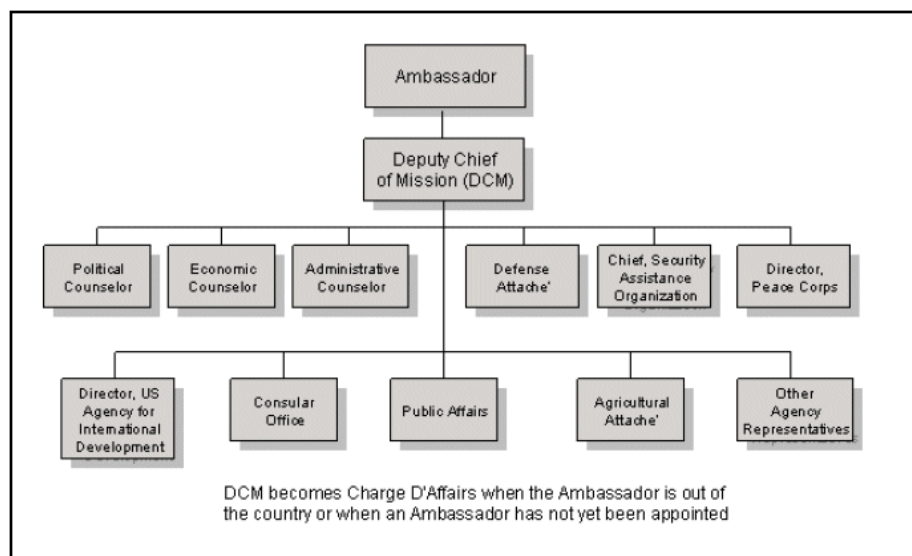 Ambassador
Deputy Chief
of Mission (DCM)
Political
Counselor
Economic
Counselor
Administrative
Counselor
Defense
Attache'
Chief, Security
Assistance
Organization
Director,
Peace Corps
Director, US
Agency for
International
Development
Consular
Office
Public Affairs
Agricultural
Attache'
Other
Agency
Representatives
DCM becomes Charge D'Affairs when the Ambassador is out of
the country or when an Ambassador has not yet been appointed